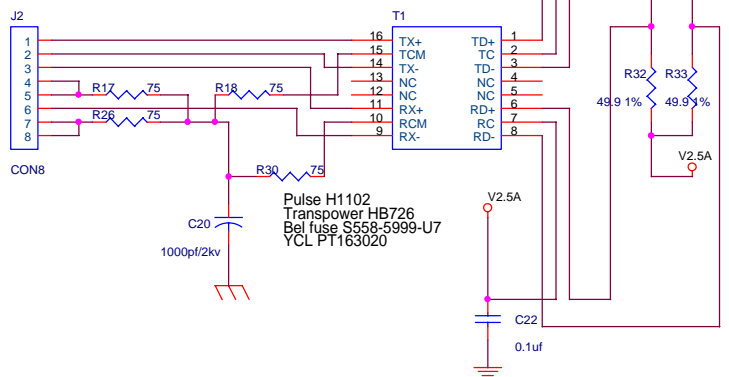 J2
T1
1
2
3
4
5
6
7
8
CON8
R17 75
R18 75
R26 75
R30 75
C20
1000pf/2kv
16 TX+ TD+ 1
15 TCM TC 2
14 TX- TD- 3
13 NC NC 4
12 NC NC 5
11 RX+ RD+ 6
10 RCM RC 7
9 RX- RD- 8
Pulse H1102
Transpower HB726
Bel fuse S558-5999-U7
YCL PT163020
R32 R33
49.9 1% 49.9 1%
V2.5A
V2.5A
C22
0.1uf